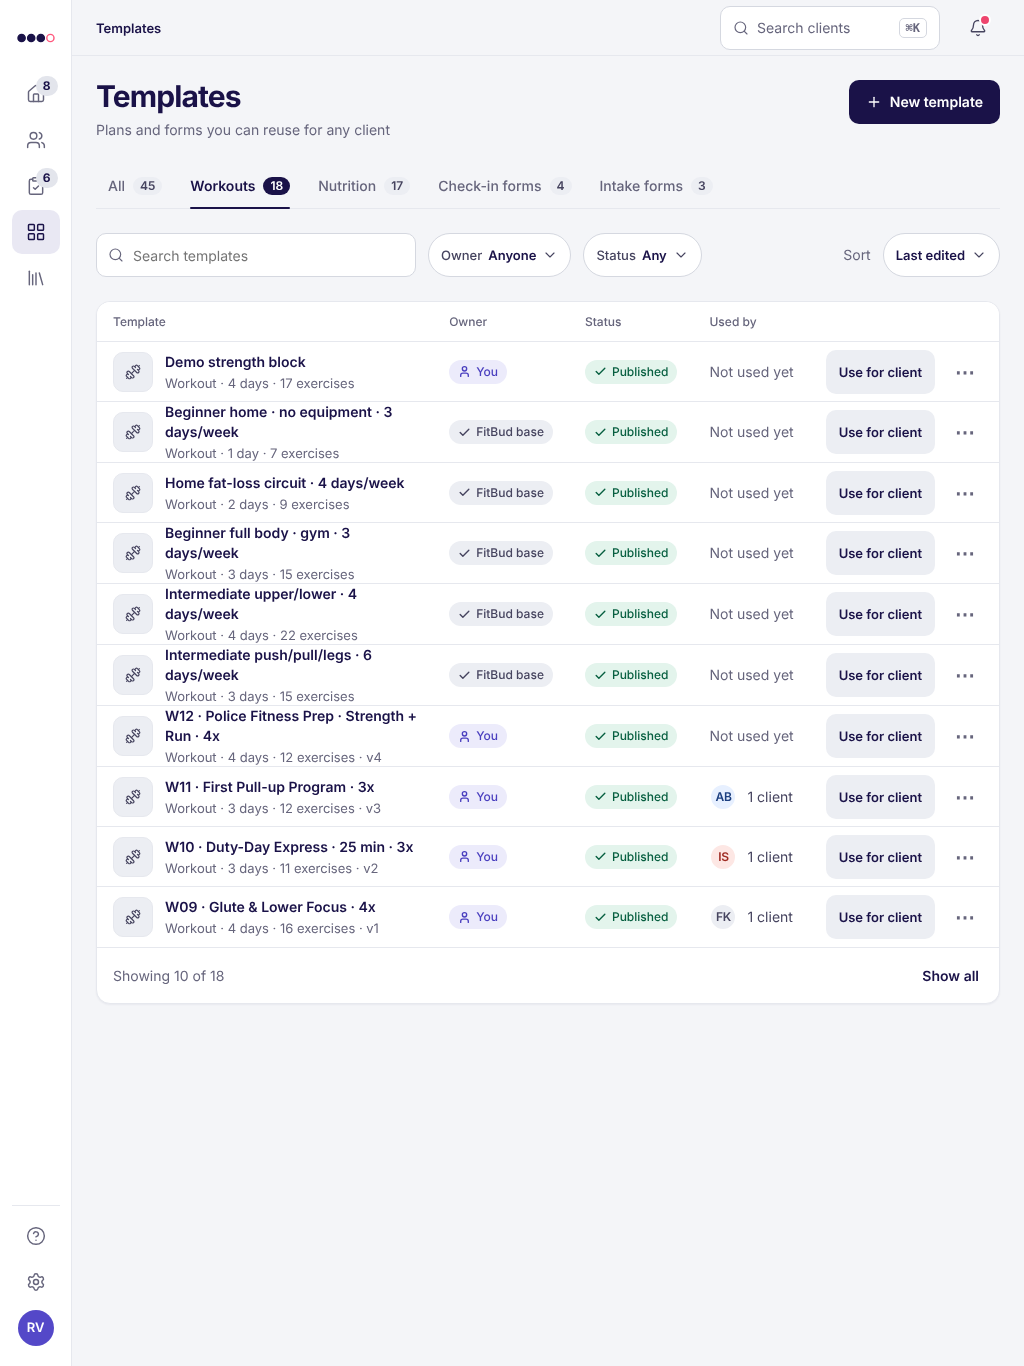 Templates
Search clients
⌘K
8
6
Templates
Plans and forms you can reuse for any client
New template
All 45
Workouts 18
Nutrition 17
Check-in forms 4
Intake forms 3
Search templates
Owner Anyone
Status Any
Sort
Last edited
Template Owner Status Used by
Demo strength block
Workout · 4 days · 17 exercises
You
Published
Not used yet
Use for client
Beginner home · no equipment · 3
days/week
Workout · 1 day · 7 exercises
FitBud base
Published
Not used yet
Use for client
Home fat-loss circuit · 4 days/week
Workout · 2 days · 9 exercises
FitBud base
Published
Not used yet
Use for client
Beginner full body · gym · 3
days/week
Workout · 3 days · 15 exercises
FitBud base
Published
Not used yet
Use for client
Intermediate upper/lower · 4
days/week
Workout · 4 days · 22 exercises
FitBud base
Published
Not used yet
Use for client
Intermediate push/pull/legs · 6
days/week
Workout · 3 days · 15 exercises
FitBud base
Published
Not used yet
Use for client
W12 · Police Fitness Prep · Strength +
Run · 4x
Workout · 4 days · 12 exercises · v4
You
Published
Not used yet
Use for client
W11 · First Pull-up Program · 3x
Workout · 3 days · 12 exercises · v3
You
Published
AB 1 client
Use for client
W10 · Duty-Day Express · 25 min · 3x
Workout · 3 days · 11 exercises · v2
You
Published
IS 1 client
Use for client
W09 · Glute & Lower Focus · 4x
Workout · 4 days · 16 exercises · v1
You
Published
FK 1 client
Use for client
Showing 10 of 18
Show all
RV